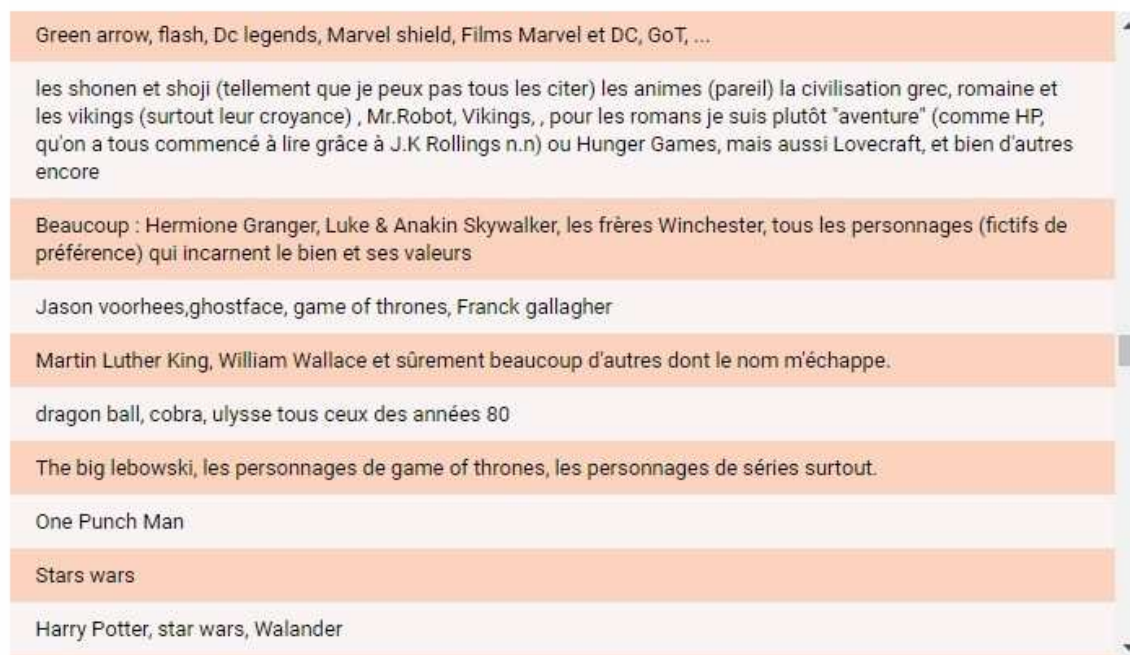 Green arrow, flash, Dc legends, Marvel shield, Films Marvel et DC, GoT, ...
les shonen et shoji (tellement que je peux pas tous les citer) les animes (pareil) la civilisation grec, romaine et
les vikings (surtout leur croyance) , Mr.Robot, Vikings, , pour les romans je suis plutôt "aventure" (comme HP,
qu'on a tous commencé à lire grâce à J.K Rollings n.n) ou Hunger Games, mais aussi Lovecraft, et bien d'autres
encore
Beaucoup : Hermione Granger, Luke & Anakin Skywalker, les frères Winchester, tous les personnages (fictifs de
préférence) qui incarnent le bien et ses valeurs
Jason voorhees,ghostface, game of thrones, Franck gallagher
Martin Luther King, William Wallace et sûrement beaucoup d'autres dont le nom m'échappe.
dragon ball, cobra, ulysse tous ceux des années 80
The big lebowski, les personnages de game of thrones, les personnages de séries surtout.
One Punch Man
Stars wars
Harry Potter, star wars, Walander